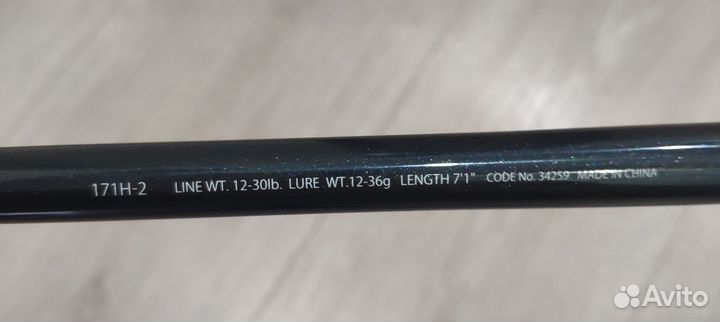 171H-2 LINE WT. 12-30lb. LURE WT.12-36g LENGTH 7'1" CODE No. 34259 MADE IN CHINA
Avito